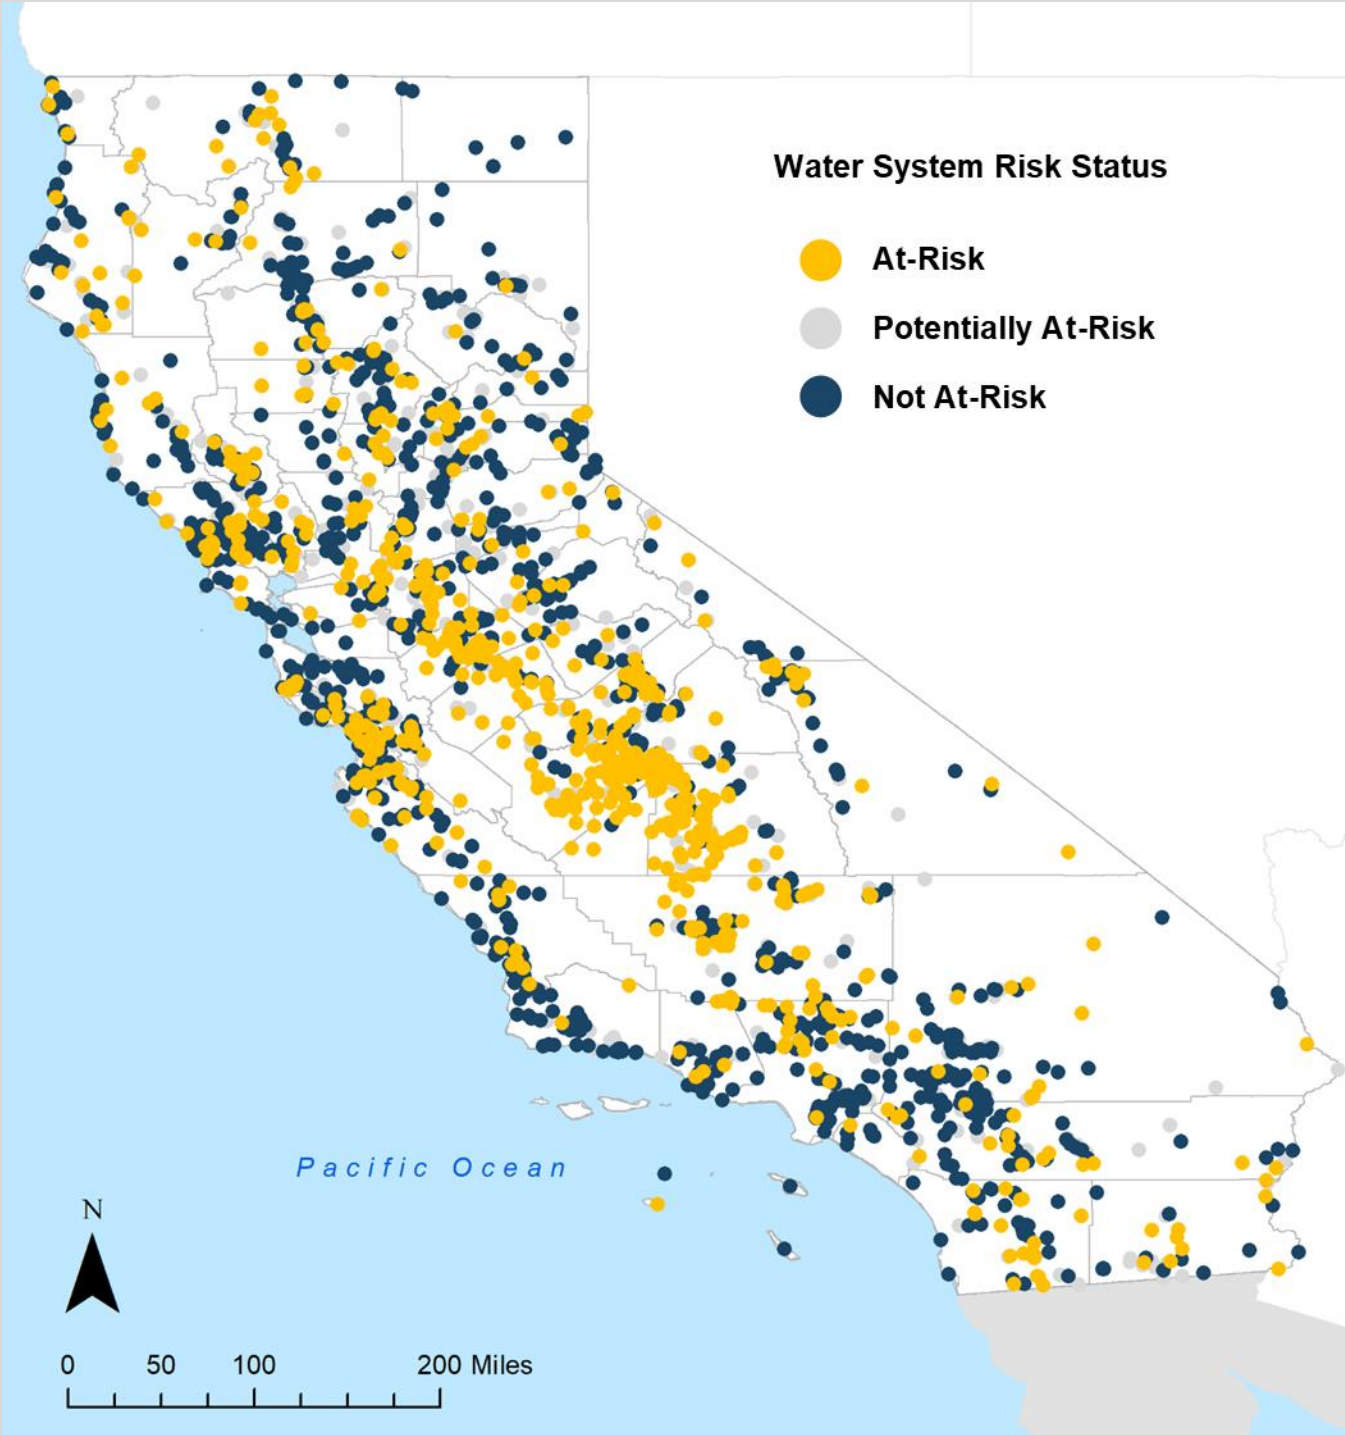 Water System Risk Status
At-Risk
Potentially At-Risk
Not At-Risk
Pacific Ocean
N
0 50 100 200 Miles